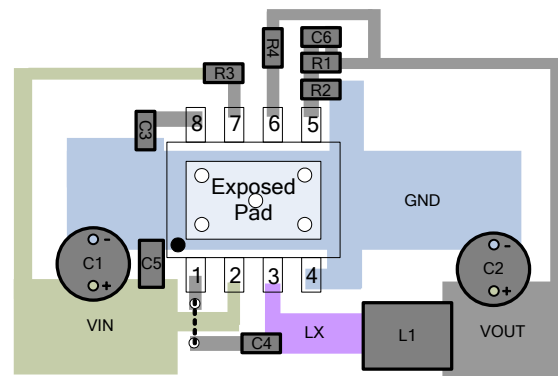 R4
C6
R1
R3
R2
C3
8
7
6
5
Exposed
Pad
GND
-
C1
+
C5
1
2
3
4
-
C2
+
VIN
C4
LX
L1
VOUT